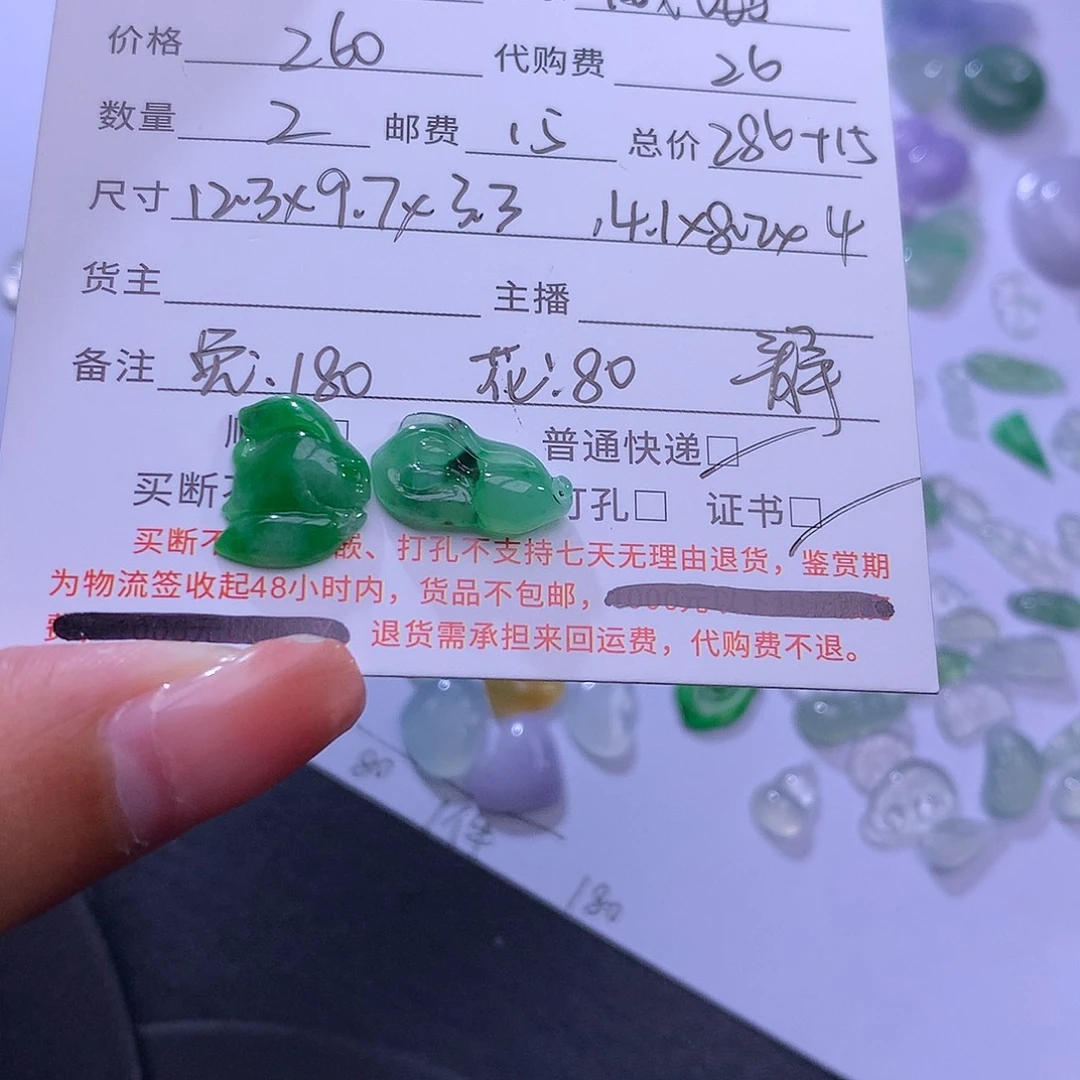 价格 260 代购费 26
数量 2 邮费 15 总价 286+15
尺寸 12.3x9.7x3.3 14.1x8.2x4
货主 主播
备注 兔:180 花:80 静
普通快递□
买断 打孔□ 证书□
买断不 嵌、打孔不支持七天无理由退货，鉴赏期
为物流签收起48小时内，货品不包邮，
退货需承担来回运费，代购费不退。
180